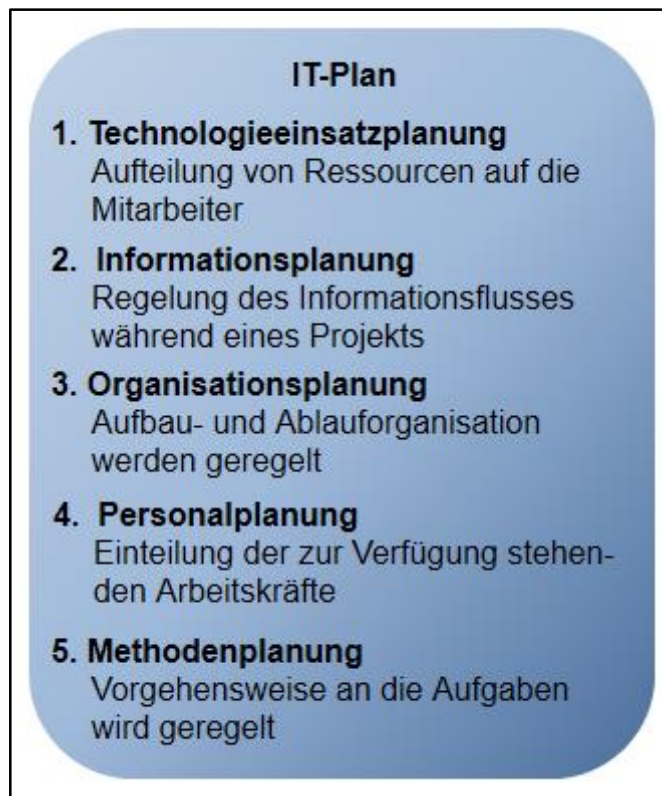 IT-Plan
1. Technologieeinsatzplanung
Aufteilung von Ressourcen auf die
Mitarbeiter
2. Informationsplanung
Regelung des Informationsflusses
während eines Projekts
3. Organisationsplanung
Aufbau- und Ablauforganisation
werden geregelt
4. Personalplanung
Einteilung der zur Verfügung stehen-
den Arbeitskräfte
5. Methodenplanung
Vorgehensweise an die Aufgaben
wird geregelt